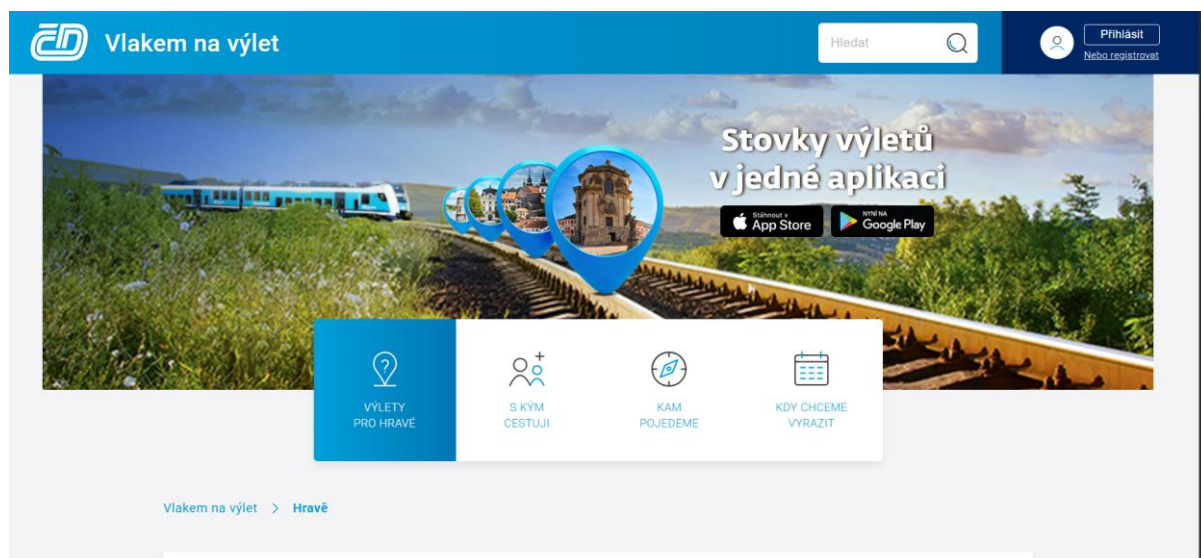 ČD
Vlakem na výlet
Hledat
Přihlásit
Nebo registrovat
Stovky výletů
v jedné aplikaci
Stáhnout v
App Store
NYNÍ NA
Google Play
VÝLETY
PRO HRAVÉ
S KÝM
CESTUJI
KAM
POJEDEME
KDY CHCEME
VYRAZIT
Vlakem na výlet > Hravě